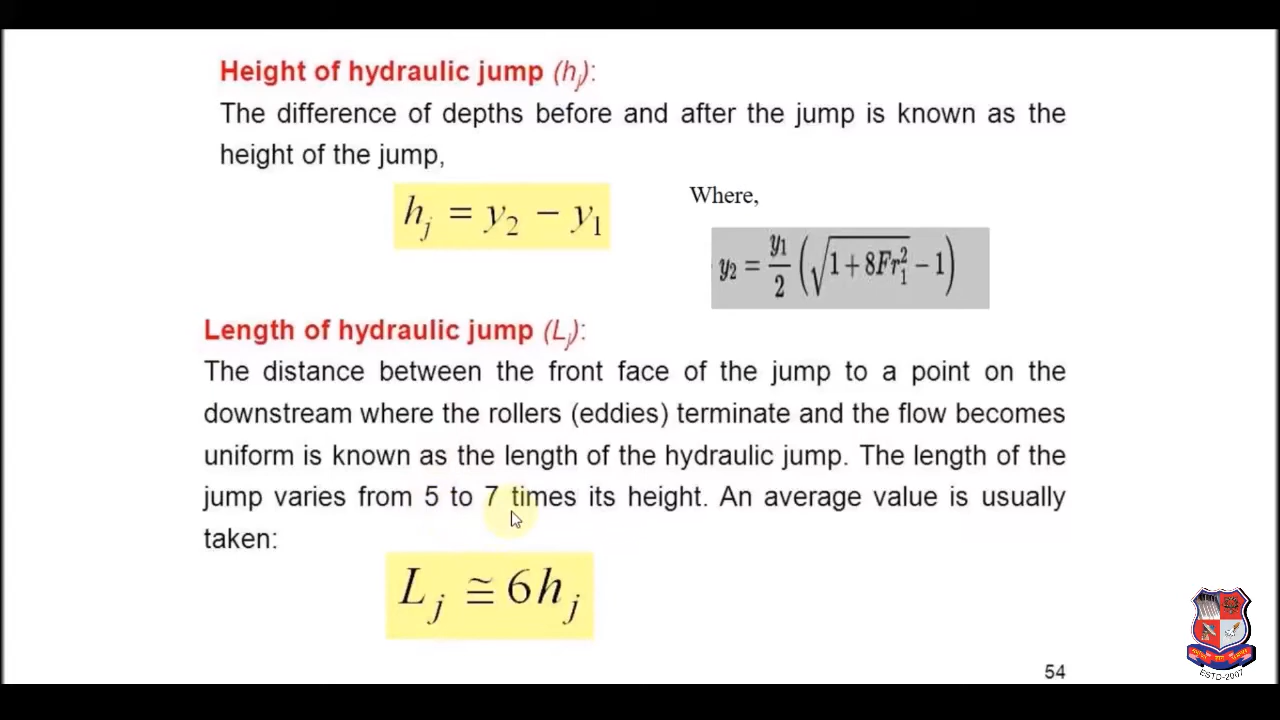 Height of hydraulic jump (hj):
The difference of depths before and after the jump is known as the
height of the jump,
Where,
hj = y2 − y1
y2 = y1/2 (√(1+8Fr1²) − 1)
Length of hydraulic jump (Lj):
The distance between the front face of the jump to a point on the
downstream where the rollers (eddies) terminate and the flow becomes
uniform is known as the length of the hydraulic jump. The length of the
jump varies from 5 to 7 times its height. An average value is usually
taken:
Lj ≅ 6hj
54
ESTD-2007